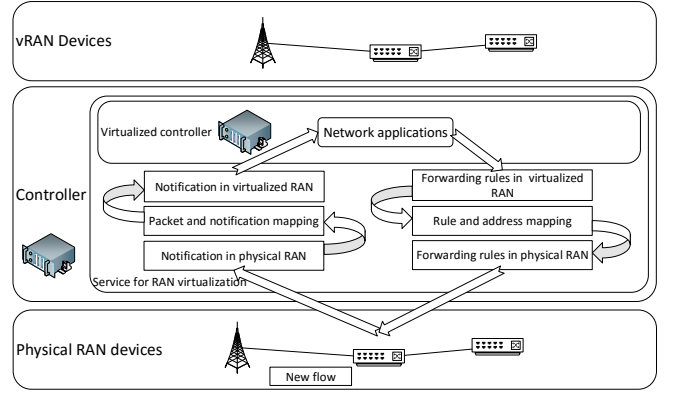 vRAN Devices
Virtualized controller
Network applications
Controller
Notification in virtualized RAN
Packet and notification mapping
Notification in physical RAN
Forwarding rules in virtualized
RAN
Rule and address mapping
Forwarding rules in physical RAN
Service for RAN virtualization
Physical RAN devices
New flow